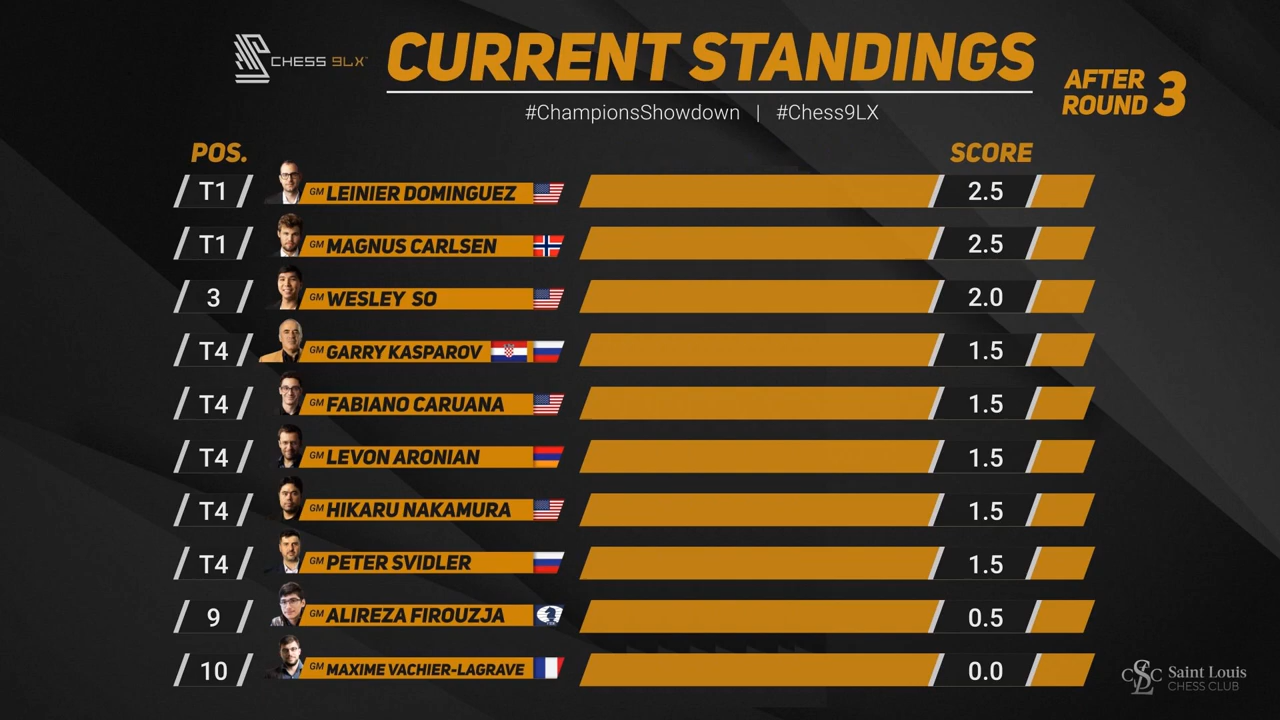 CHESS 9LX™
CURRENT STANDINGS
AFTER
ROUND 3
#ChampionsShowdown | #Chess9LX
POS. SCORE
T1 GM LEINIER DOMINGUEZ 2.5
T1 GM MAGNUS CARLSEN 2.5
3 GM WESLEY SO 2.0
T4 GM GARRY KASPAROV 1.5
T4 GM FABIANO CARUANA 1.5
T4 GM LEVON ARONIAN 1.5
T4 GM HIKARU NAKAMURA 1.5
T4 GM PETER SVIDLER 1.5
9 GM ALIREZA FIROUZJA 0.5
10 GM MAXIME VACHIER-LAGRAVE 0.0
Saint Louis
CHESS CLUB